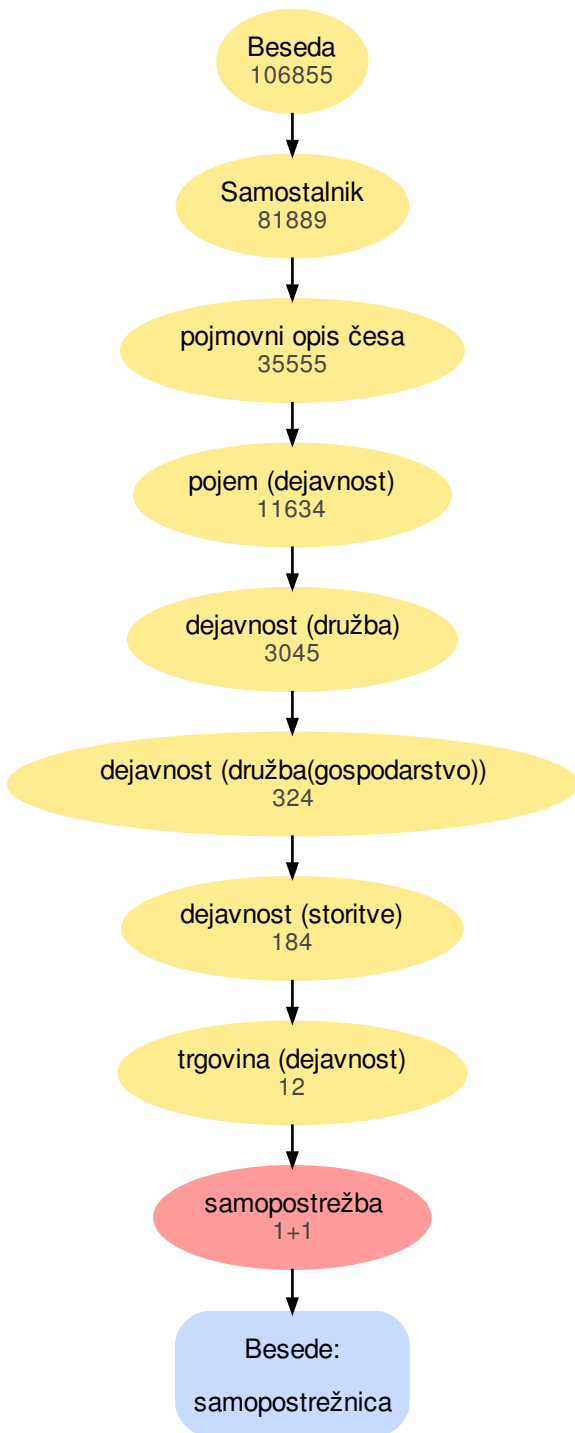 Beseda
106855
Samostalnik
81889
pojmovni opis česa
35555
pojem (dejavnost)
11634
dejavnost (družba)
3045
dejavnost (družba(gospodarstvo))
324
dejavnost (storitve)
184
trgovina (dejavnost)
12
samopostrežba
1+1
Besede:
samopostrežnica